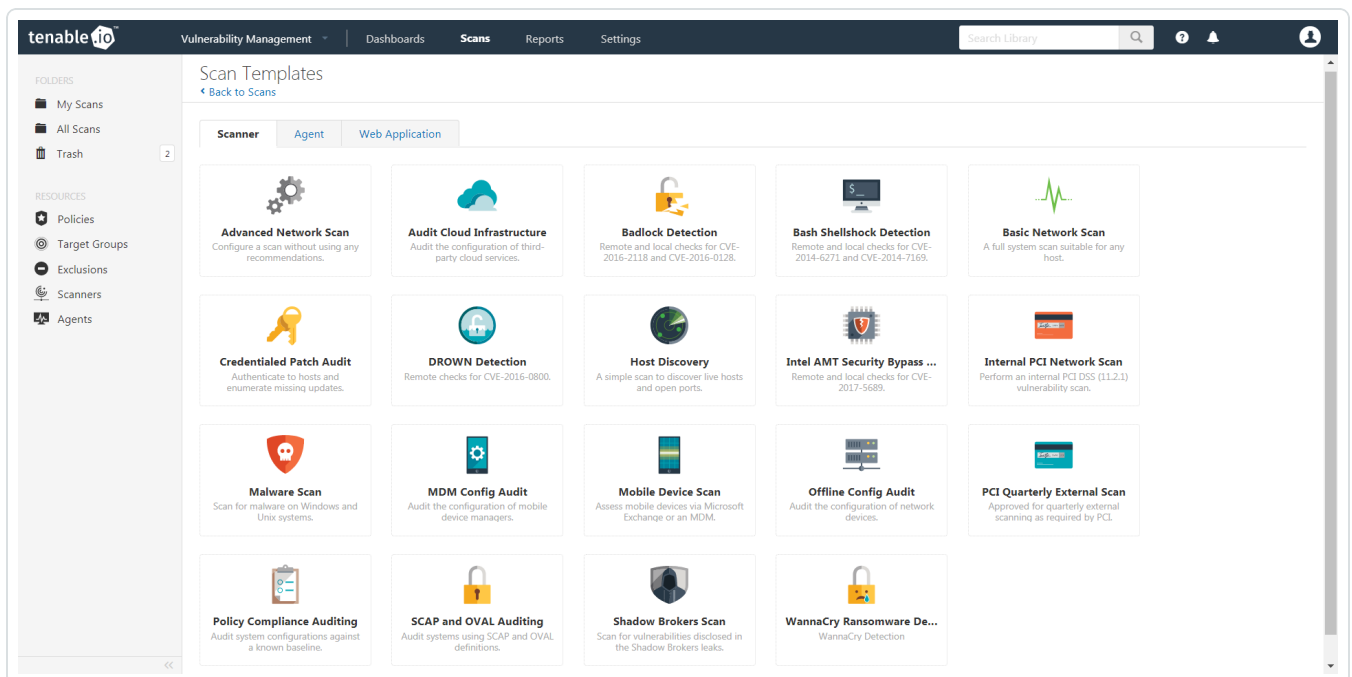 tenable.io™
Vulnerability Management
Dashboards
Scans
Reports
Settings
Search Library
FOLDERS
My Scans
All Scans
Trash
2
RESOURCES
Policies
Target Groups
Exclusions
Scanners
Agents
Scan Templates
Back to Scans
Scanner
Agent
Web Application
Advanced Network Scan
Configure a scan without using any
recommendations.
Audit Cloud Infrastructure
Audit the configuration of third-
party cloud services.
Badlock Detection
Remote and local checks for CVE-
2016-2118 and CVE-2016-0128.
$_
Bash Shellshock Detection
Remote and local checks for CVE-
2014-6271 and CVE-2014-7169.
Basic Network Scan
A full system scan suitable for any
host.
Credentialed Patch Audit
Authenticate to hosts and
enumerate missing updates.
DROWN Detection
Remote checks for CVE-2016-0800.
Host Discovery
A simple scan to discover live hosts
and open ports.
Intel AMT Security Bypass ...
Remote and local checks for CVE-
2017-5689.
Internal PCI Network Scan
Perform an internal PCI DSS (11.2.1)
vulnerability scan.
Malware Scan
Scan for malware on Windows and
Unix systems.
MDM Config Audit
Audit the configuration of mobile
device managers.
Mobile Device Scan
Assess mobile devices via Microsoft
Exchange or an MDM.
Offline Config Audit
Audit the configuration of network
devices.
PCI Quarterly External Scan
Approved for quarterly external
scanning as required by PCI.
Policy Compliance Auditing
Audit system configurations against
a known baseline.
SCAP and OVAL Auditing
Audit systems using SCAP and OVAL
definitions.
Shadow Brokers Scan
Scan for vulnerabilities disclosed in
the Shadow Brokers leaks.
WannaCry Ransomware De...
WannaCry Detection